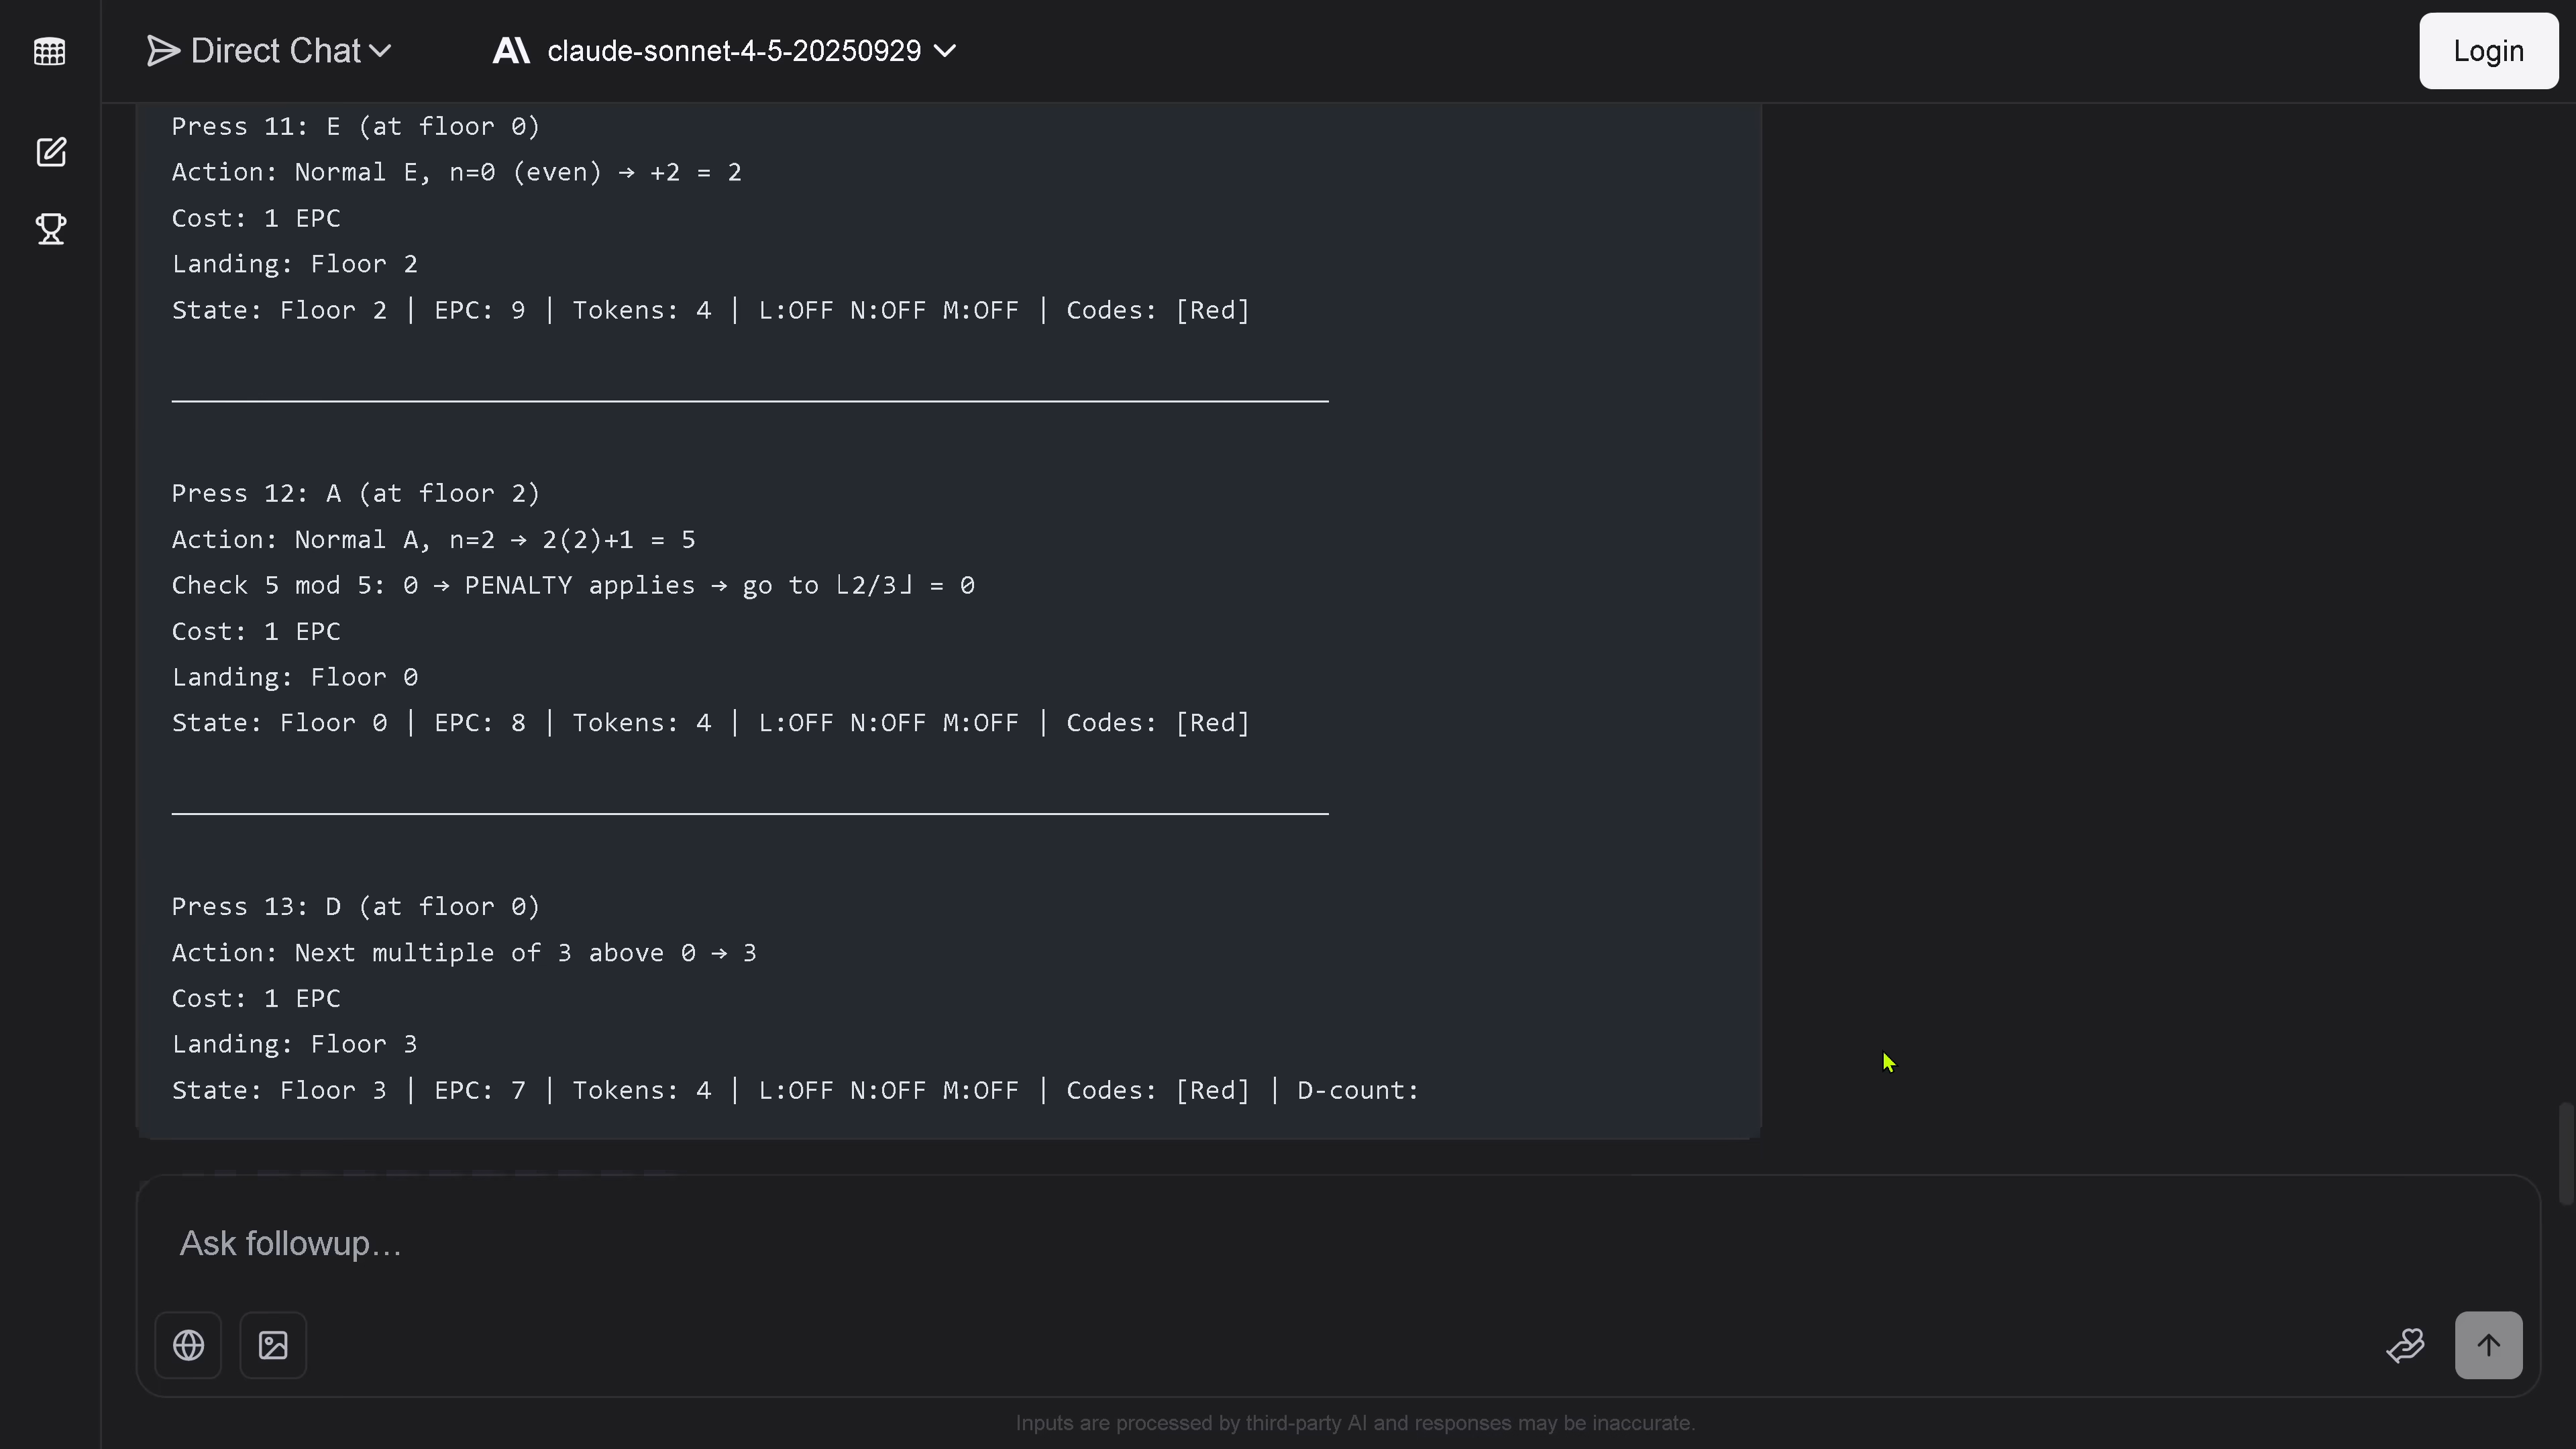 Direct Chat
claude-sonnet-4-5-20250929
Login
Press 11: E (at floor 0)
Action: Normal E, n=0 (even) → +2 = 2
Cost: 1 EPC
Landing: Floor 2
State: Floor 2 | EPC: 9 | Tokens: 4 | L:OFF N:OFF M:OFF | Codes: [Red]
Press 12: A (at floor 2)
Action: Normal A, n=2 → 2(2)+1 = 5
Check 5 mod 5: 0 → PENALTY applies → go to ⌊2/3⌋ = 0
Cost: 1 EPC
Landing: Floor 0
State: Floor 0 | EPC: 8 | Tokens: 4 | L:OFF N:OFF M:OFF | Codes: [Red]
Press 13: D (at floor 0)
Action: Next multiple of 3 above 0 → 3
Cost: 1 EPC
Landing: Floor 3
State: Floor 3 | EPC: 7 | Tokens: 4 | L:OFF N:OFF M:OFF | Codes: [Red] | D-count:
Ask followup…
Inputs are processed by third-party AI and responses may be inaccurate.